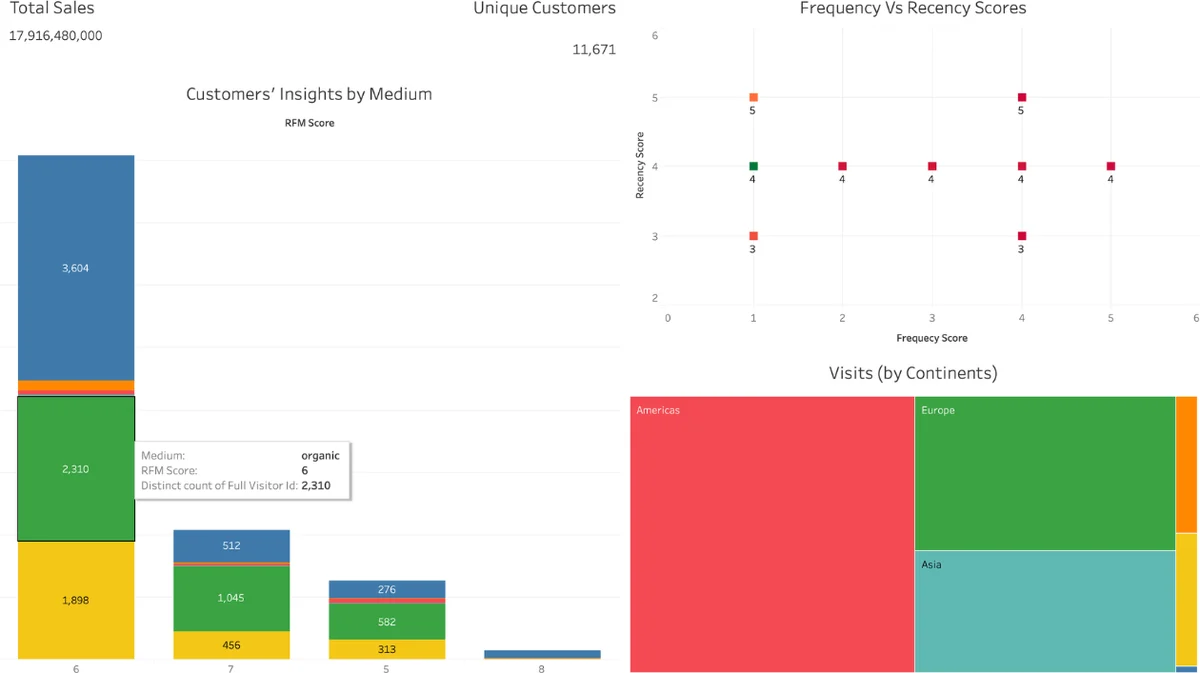 Total Sales
17,916,480,000
Unique Customers
11,671
Customers’ Insights by Medium
RFM Score
3,604
2,310
1,898
Medium: organic
RFM Score: 6
Distinct count of Full Visitor Id: 2,310
512
1,045
456
276
582
313
6 7 5 8
Frequency Vs Recency Scores
Recency Score
6
5
5 5
4
4 4 4 4 4
3
3 3
2
0 1 2 3 4 5 6
Frequecy Score
Visits (by Continents)
Americas
Europe
Asia